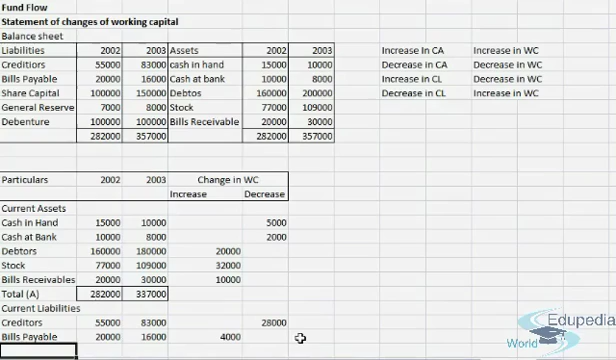 Fund Flow
Statement of changes of working capital
Balance sheet
Liabilities 2002 2003 Assets 2002 2003 Increase In CA Increase in WC
Creditiors 55000 83000 cash in hand 15000 10000 Decrease in CA Decrease in WC
Bills Payable 20000 16000 Cash at bank 10000 8000 Increase in CL Decrease in WC
Share Capital 100000 150000 Debtos 160000 200000 Decrease in CL Increase in WC
General Reserve 7000 8000 Stock 77000 109000
Debenture 100000 100000 Bills Receivable 20000 30000
282000 357000 282000 357000
Particulars 2002 2003 Change in WC
Increase Decrease
Current Assets
Cash in Hand 15000 10000 5000
Cash at Bank 10000 8000 2000
Debtors 160000 180000 20000
Stock 77000 109000 32000
Bills Receivables 20000 30000 10000
Total (A) 282000 337000
Current Liabilities
Creditors 55000 83000 28000
Bills Payable 20000 16000 4000
Edupedia
World